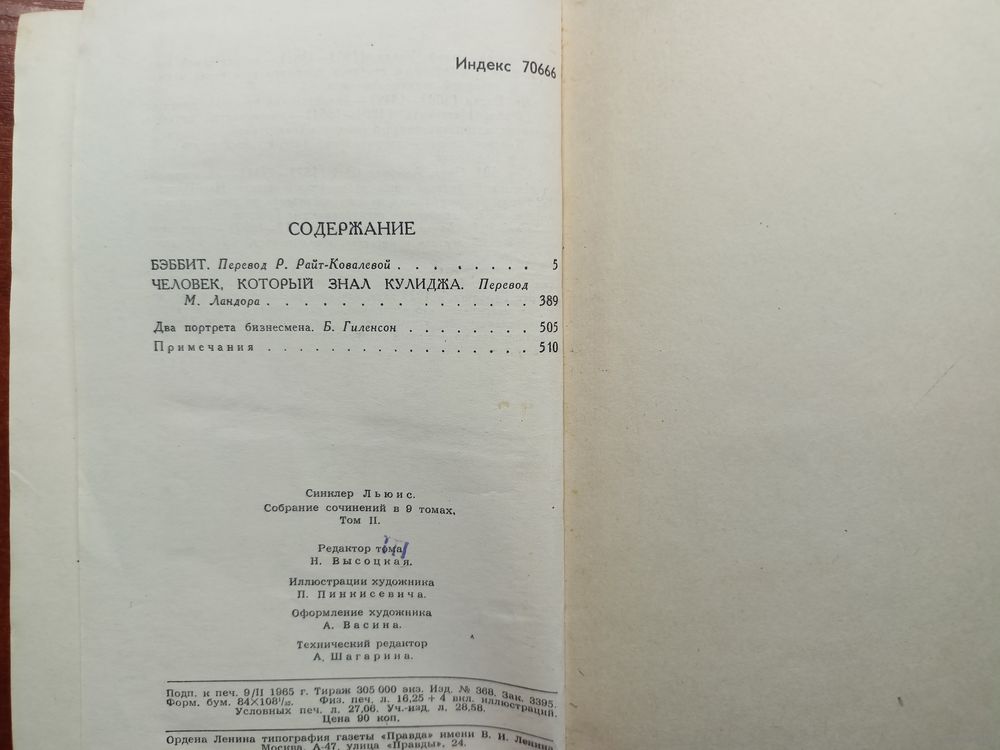 Индекс 70666
СОДЕРЖАНИЕ
БЭББИТ. Перевод Р. Райт-Ковалевой . . . . . . . . 5
ЧЕЛОВЕК, КОТОРЫЙ ЗНАЛ КУЛИДЖА. Перевод
М. Ландора . . . . . . . . . . . . . . . 389
Два портрета бизнесмена. Б. Гиленсон . . . . . . . 505
Примечания . . . . . . . . . . . . . . . 510
Синклер Льюис.
Собрание сочинений в 9 томах,
Том II.
Редактор тома
Н. Высоцкая.
Иллюстрации художника
П. Пинкисевича.
Оформление художника
А. Васина.
Технический редактор
А. Шагарина.
Подп. к печ. 9/II 1965 г. Тираж 305 000 экз. Изд. № 368. Зак. 3395.
Форм. бум. 84×108¹/₃₂. Физ. печ. л. 16,25 + 4 вкл. иллюстраций.
Условных печ. л. 27,06. Уч.-изд. л. 28,58.
Цена 90 коп.
Ордена Ленина типография газеты «Правда» имени В. И. Ленина.
Москва, А-47, улица «Правды», 24.